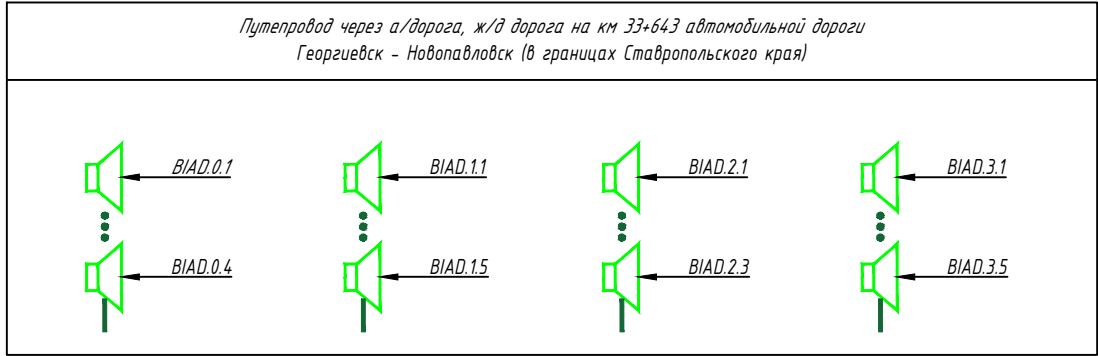 Путепровод через а/дорога, ж/д дорога на км 33+643 автомобильной дороги
Георгиевск - Новопавловск (в границах Ставропольского края)
BIAD.0.1
BIAD.1.1
BIAD.2.1
BIAD.3.1
BIAD.0.4
BIAD.1.5
BIAD.2.3
BIAD.3.5